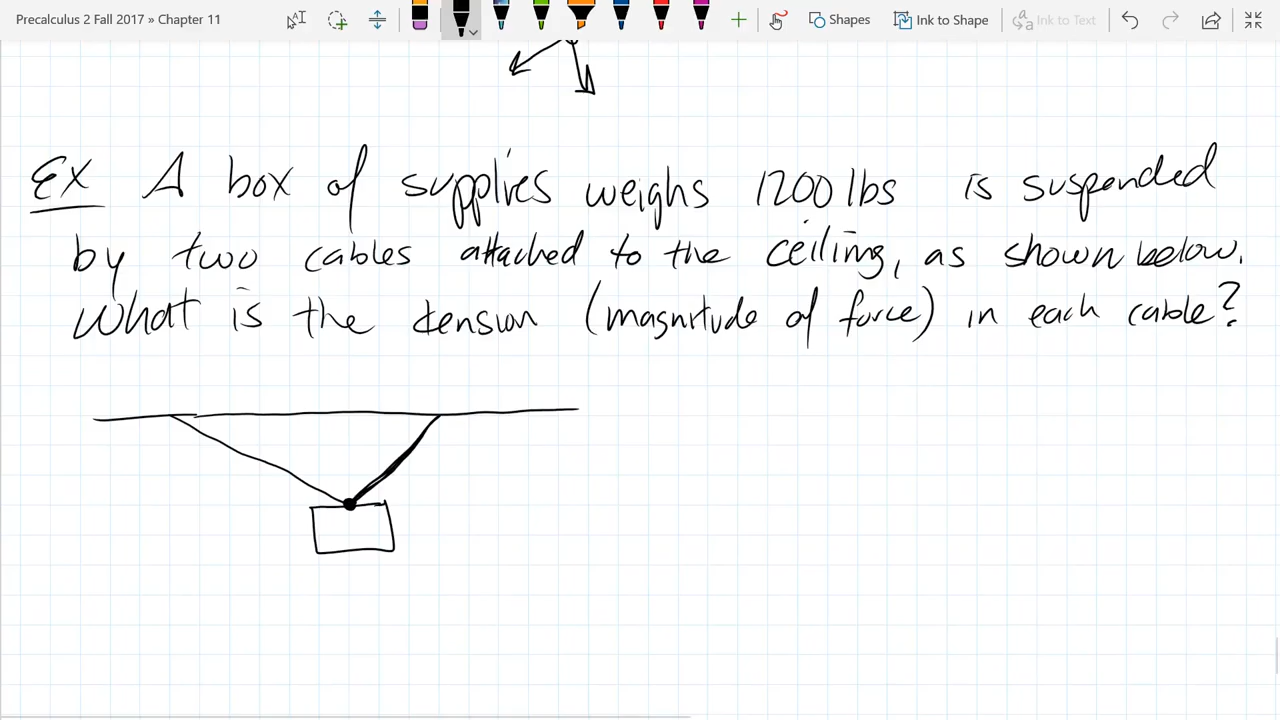 Precalculus 2 Fall 2017 » Chapter 11
Shapes
Ink to Shape
Ink to Text
Ex A box of supplies weighs 1200 lbs is suspended
by two cables attached to the ceiling, as shown below.
What is the tension (magnitude of force) in each cable?